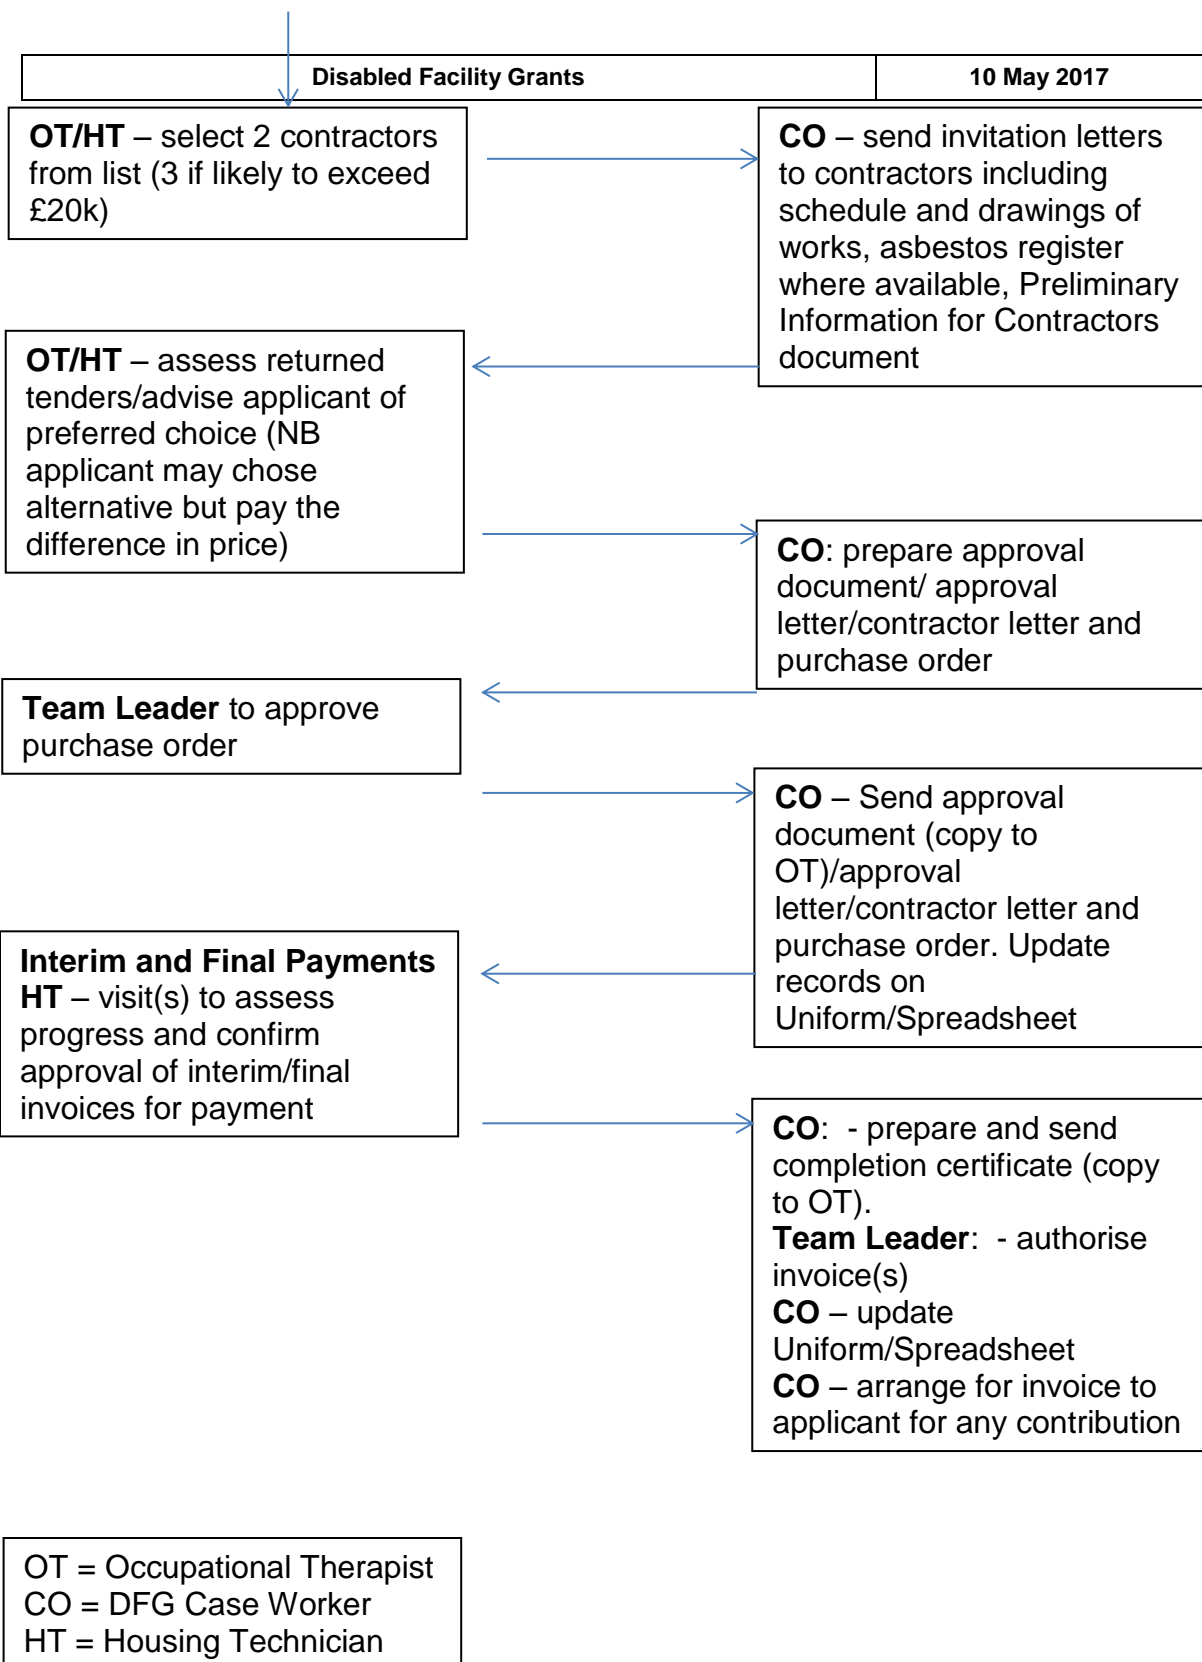 Disabled Facility Grants
10 May 2017
OT/HT – select 2 contractors
from list (3 if likely to exceed
£20k)
CO – send invitation letters
to contractors including
schedule and drawings of
works, asbestos register
where available, Preliminary
Information for Contractors
document
OT/HT – assess returned
tenders/advise applicant of
preferred choice (NB
applicant may chose
alternative but pay the
difference in price)
CO: prepare approval
document/ approval
letter/contractor letter and
purchase order
Team Leader to approve
purchase order
CO – Send approval
document (copy to
OT)/approval
letter/contractor letter and
purchase order. Update
records on
Uniform/Spreadsheet
Interim and Final Payments
HT – visit(s) to assess
progress and confirm
approval of interim/final
invoices for payment
CO:  - prepare and send
completion certificate (copy
to OT).
Team Leader:  - authorise
invoice(s)
CO – update
Uniform/Spreadsheet
CO – arrange for invoice to
applicant for any contribution
OT = Occupational Therapist
CO = DFG Case Worker
HT = Housing Technician